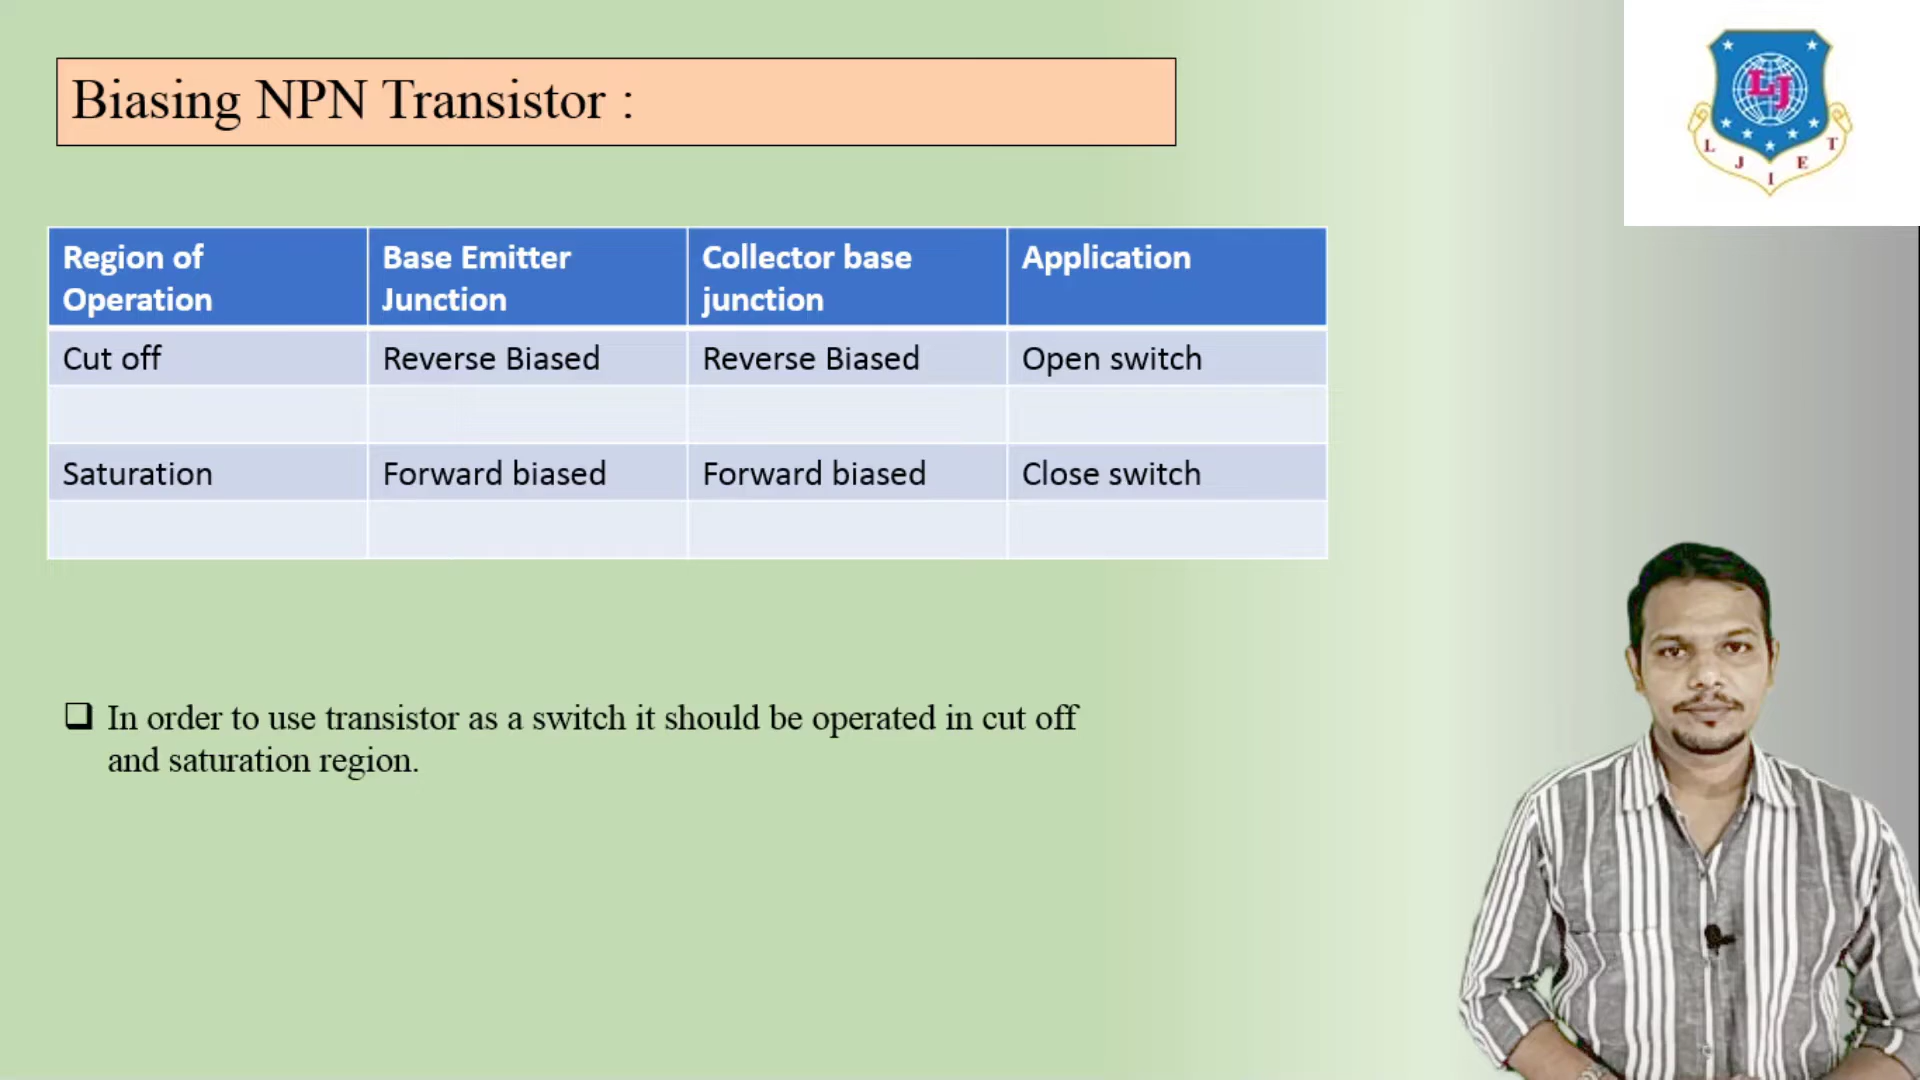 Biasing NPN Transistor :
LJ
L J I E T
Region of Operation | Base Emitter Junction | Collector base junction | Application
Cut off | Reverse Biased | Reverse Biased | Open switch
Saturation | Forward biased | Forward biased | Close switch
❑ In order to use transistor as a switch it should be operated in cut off
and saturation region.